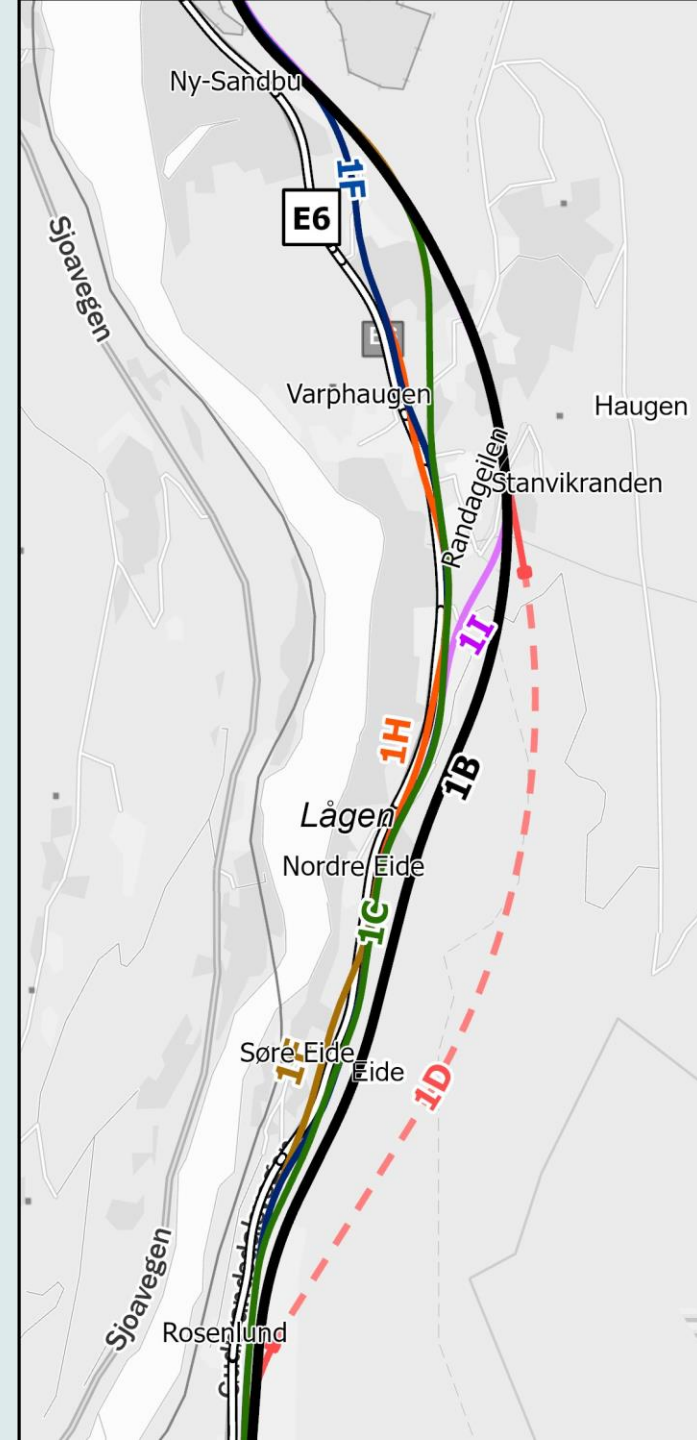 Ny-Sandbu
1F
E6
Sjoavegen
Varphaugen
Haugen
Randageilen
Stanvikranden
1I
1H
1B
Lågen
Nordre Eide
1C
Søre Eide
Eide
1D
Sjoavegen
Rosenlund